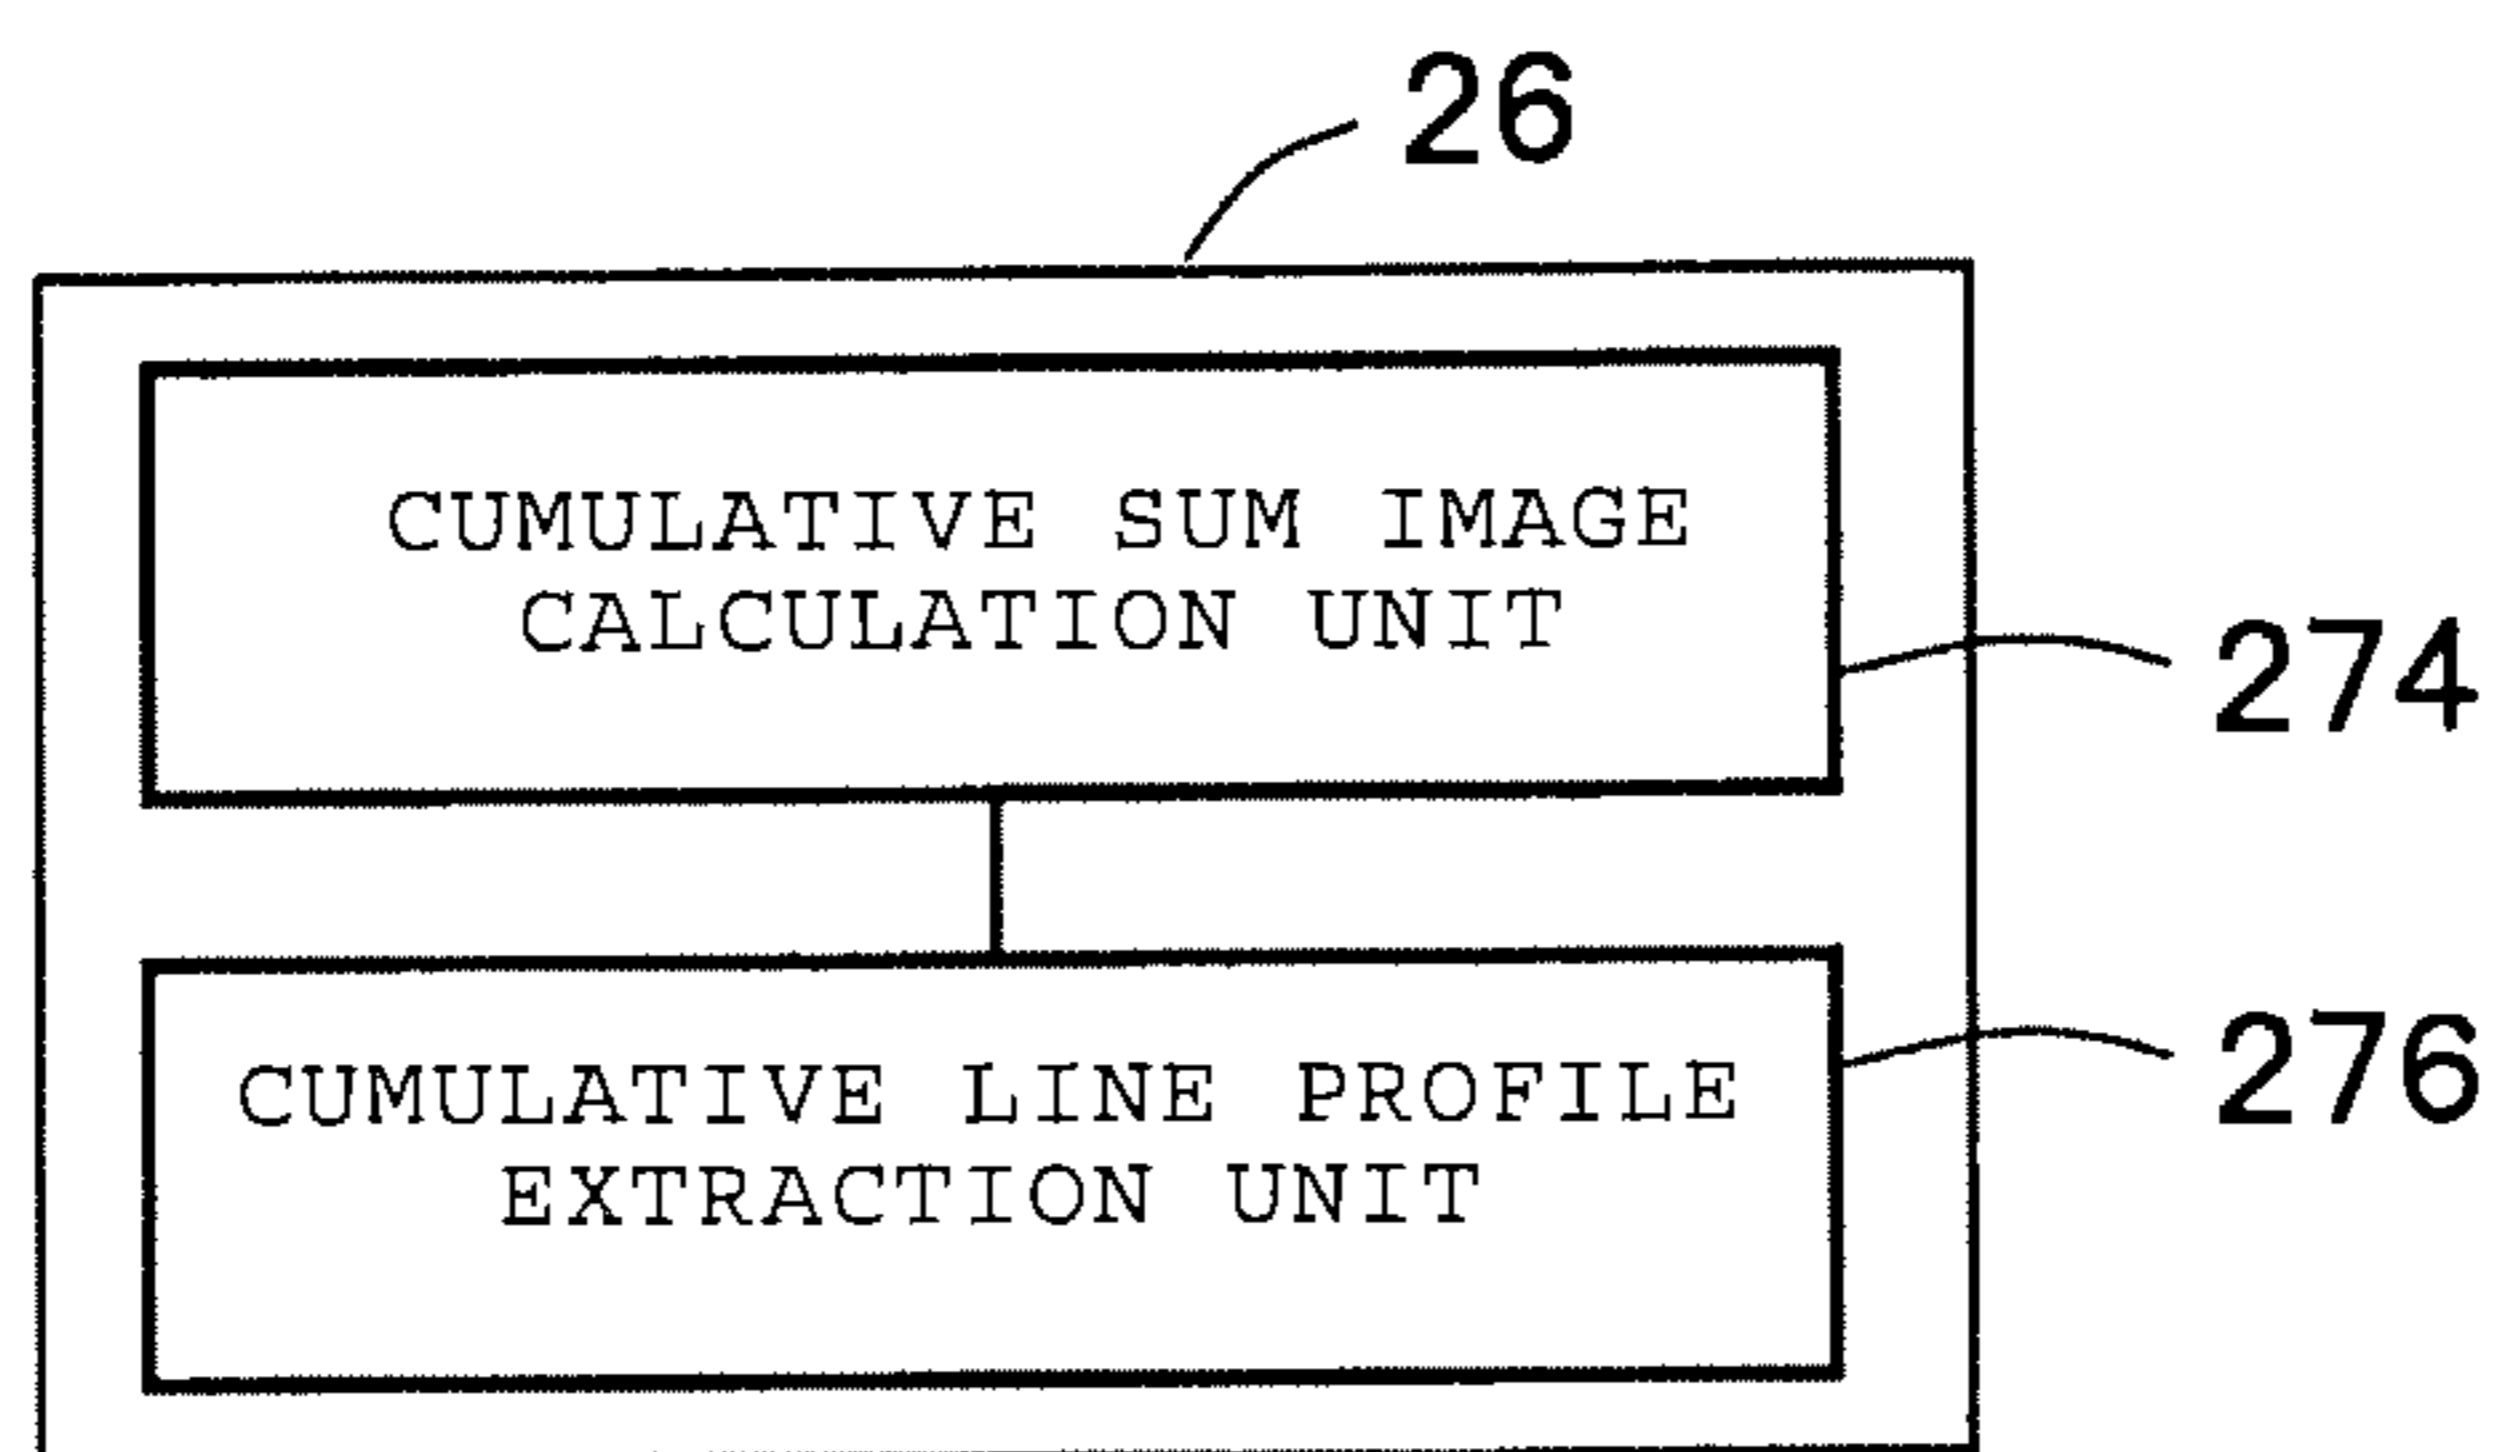 26
CUMULATIVE SUM IMAGE
CALCULATION UNIT
274
CUMULATIVE LINE PROFILE
EXTRACTION UNIT
276